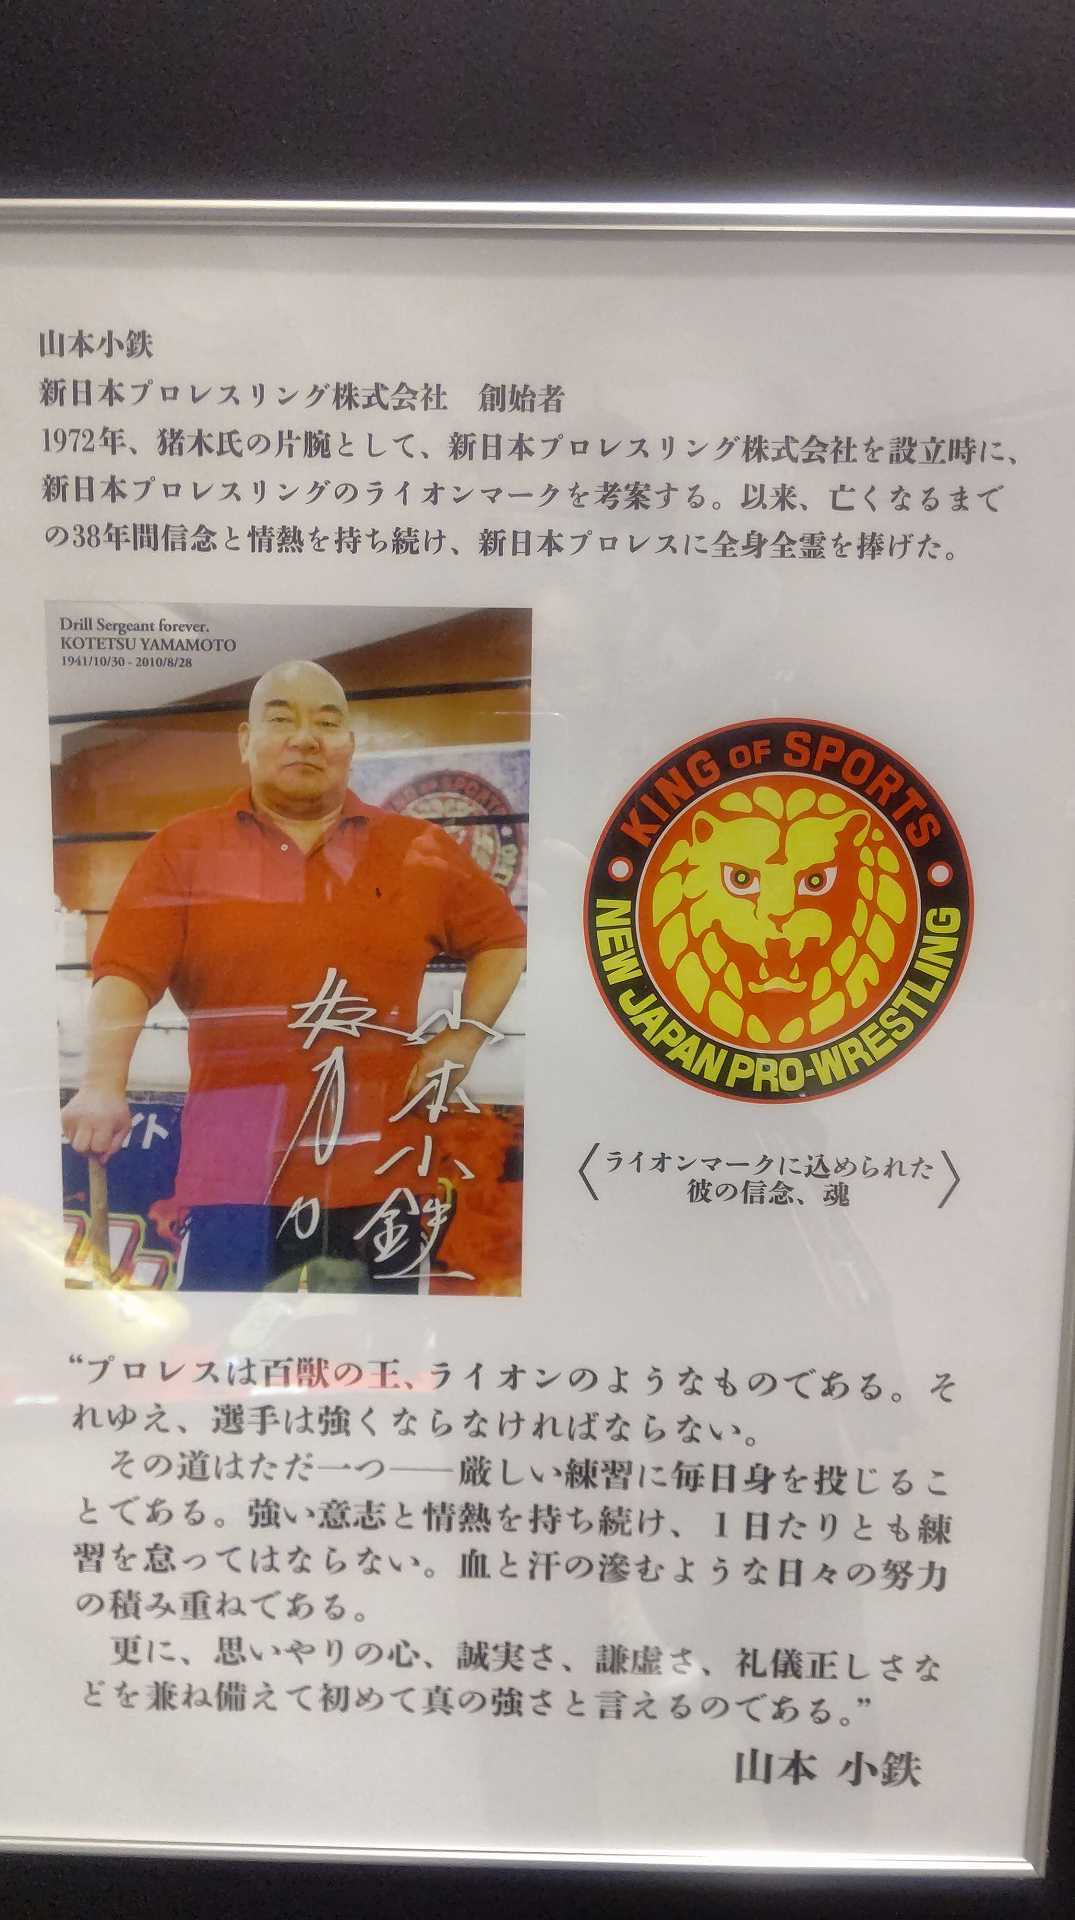 山本小鉄
新日本プロレスリング株式会社　創始者
1972年、猪木氏の片腕として、新日本プロレスリング株式会社を設立時に、
新日本プロレスリングのライオンマークを考案する。以来、亡くなるまで
の38年間信念と情熱を持ち続け、新日本プロレスに全身全霊を捧げた。
Drill Sergeant forever.
KOTETSU YAMAMOTO
1941/10/30 - 2010/8/28
山本小鉄
努力
KING OF SPORTS
NEW JAPAN PRO-WRESTLING
〈ライオンマークに込められた
彼の信念、魂〉
“プロレスは百獣の王、ライオンのようなものである。そ
れゆえ、選手は強くならなければならない。
その道はただ一つ――厳しい練習に毎日身を投じるこ
とである。強い意志と情熱を持ち続け、１日たりとも練
習を怠ってはならない。血と汗の滲むような日々の努力
の積み重ねである。
更に、思いやりの心、誠実さ、謙虚さ、礼儀正しさな
どを兼ね備えて初めて真の強さと言えるのである。”
山本 小鉄